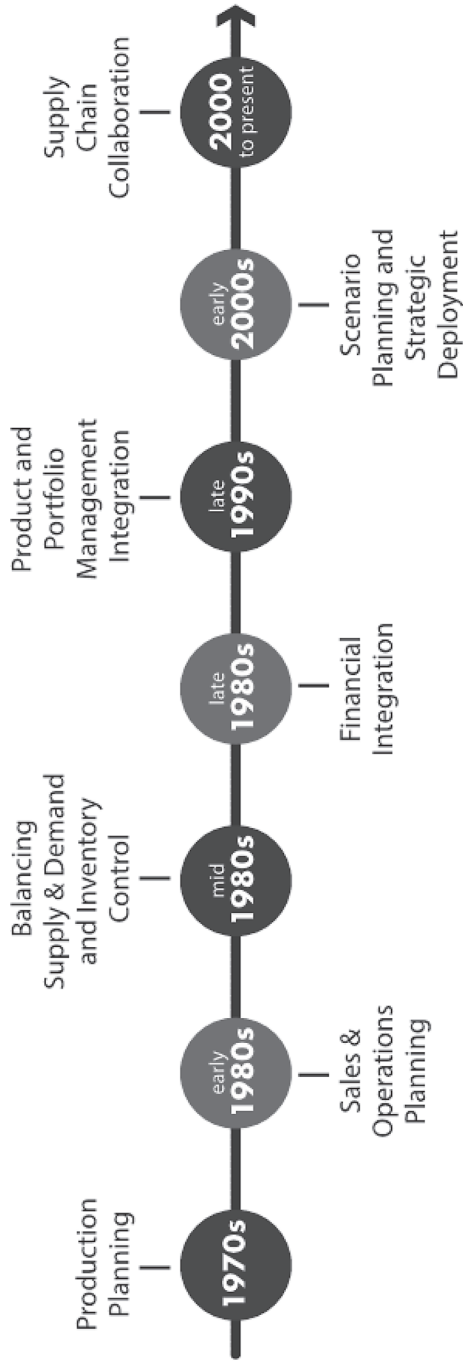 Production
Planning
1970s
early
1980s
Sales &
Operations
Planning
Balancing
Supply & Demand
and Inventory
Control
mid
1980s
late
1980s
Financial
Integration
Product and
Portfolio
Management
Integration
late
1990s
early
2000s
Scenario
Planning and
Strategic
Deployment
Supply
Chain
Collaboration
2000
to present